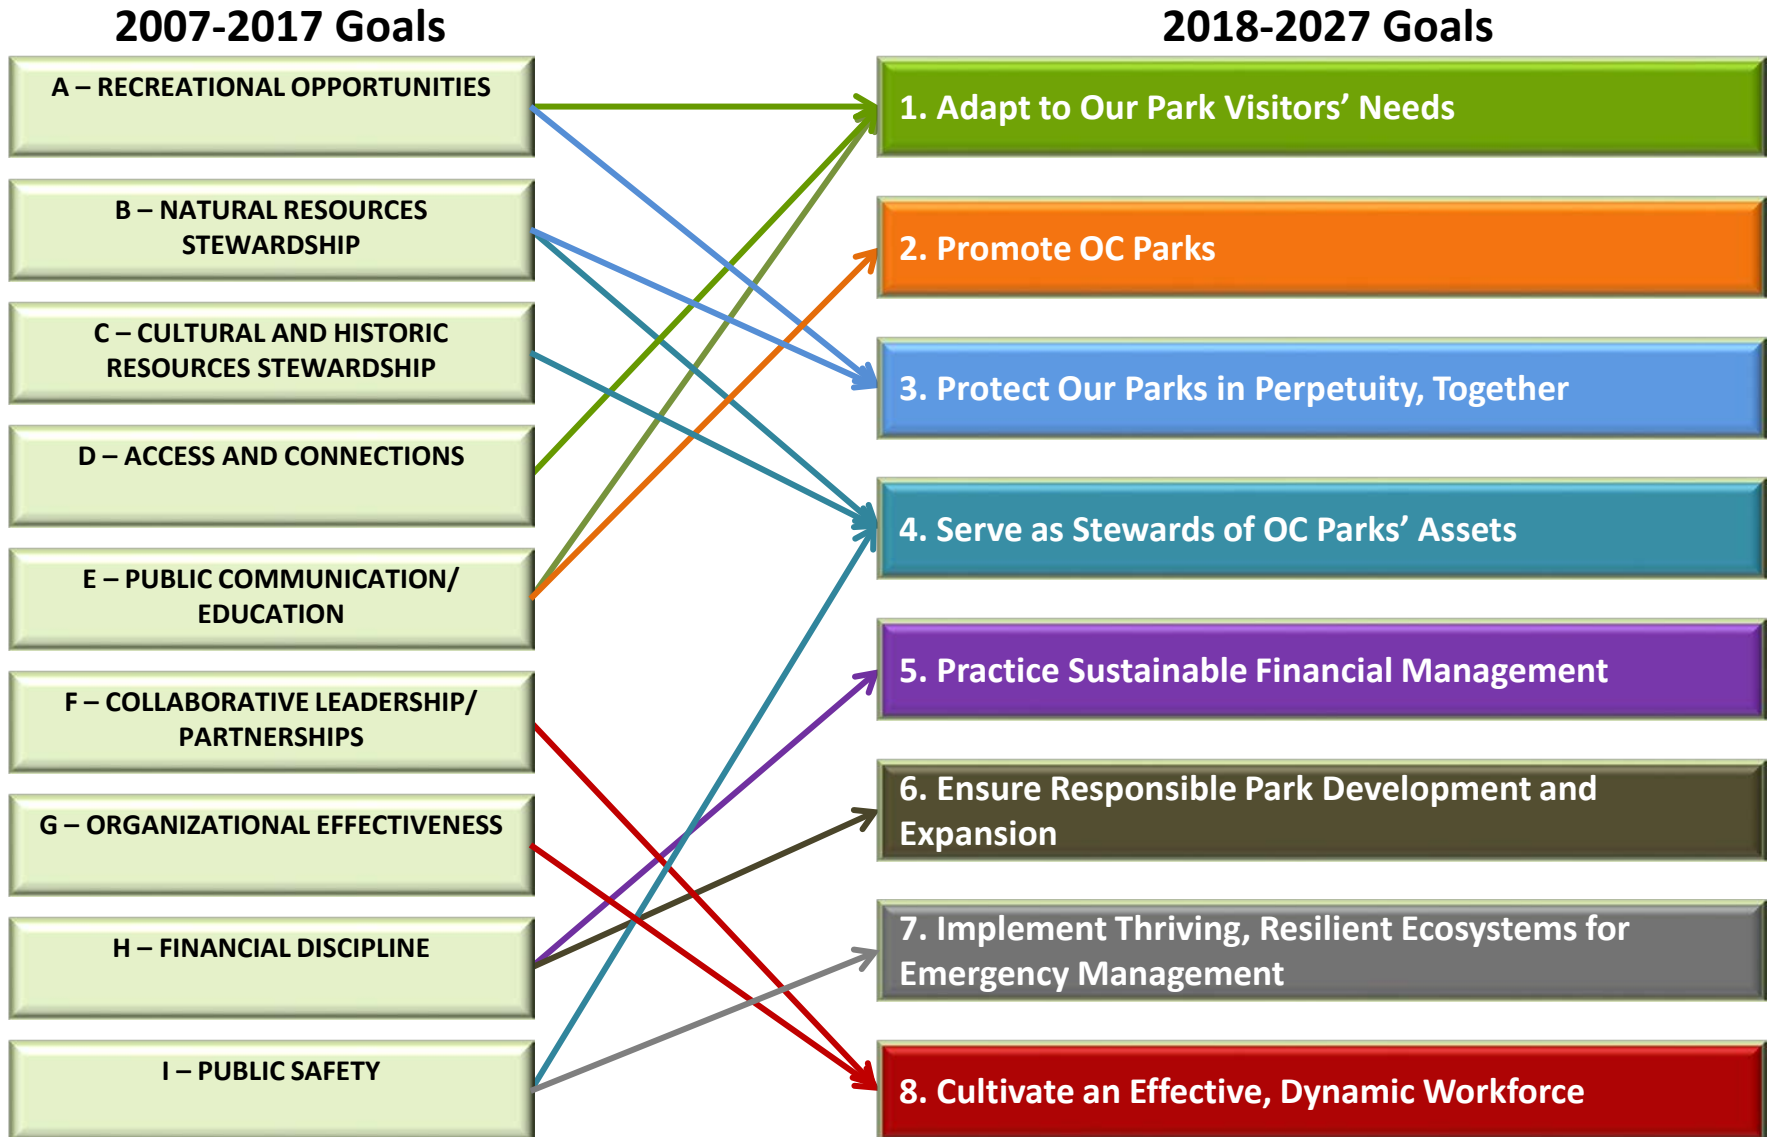 2007-2017 Goals
A – RECREATIONAL OPPORTUNITIES
B – NATURAL RESOURCES
STEWARDSHIP
C – CULTURAL AND HISTORIC
RESOURCES STEWARDSHIP
D – ACCESS AND CONNECTIONS
E – PUBLIC COMMUNICATION/
EDUCATION
F – COLLABORATIVE LEADERSHIP/
PARTNERSHIPS
G – ORGANIZATIONAL EFFECTIVENESS
H – FINANCIAL DISCIPLINE
I – PUBLIC SAFETY
2018-2027 Goals
1. Adapt to Our Park Visitors’ Needs
2. Promote OC Parks
3. Protect Our Parks in Perpetuity, Together
4. Serve as Stewards of OC Parks’ Assets
5. Practice Sustainable Financial Management
6. Ensure Responsible Park Development and
Expansion
7. Implement Thriving, Resilient Ecosystems for
Emergency Management
8. Cultivate an Effective, Dynamic Workforce